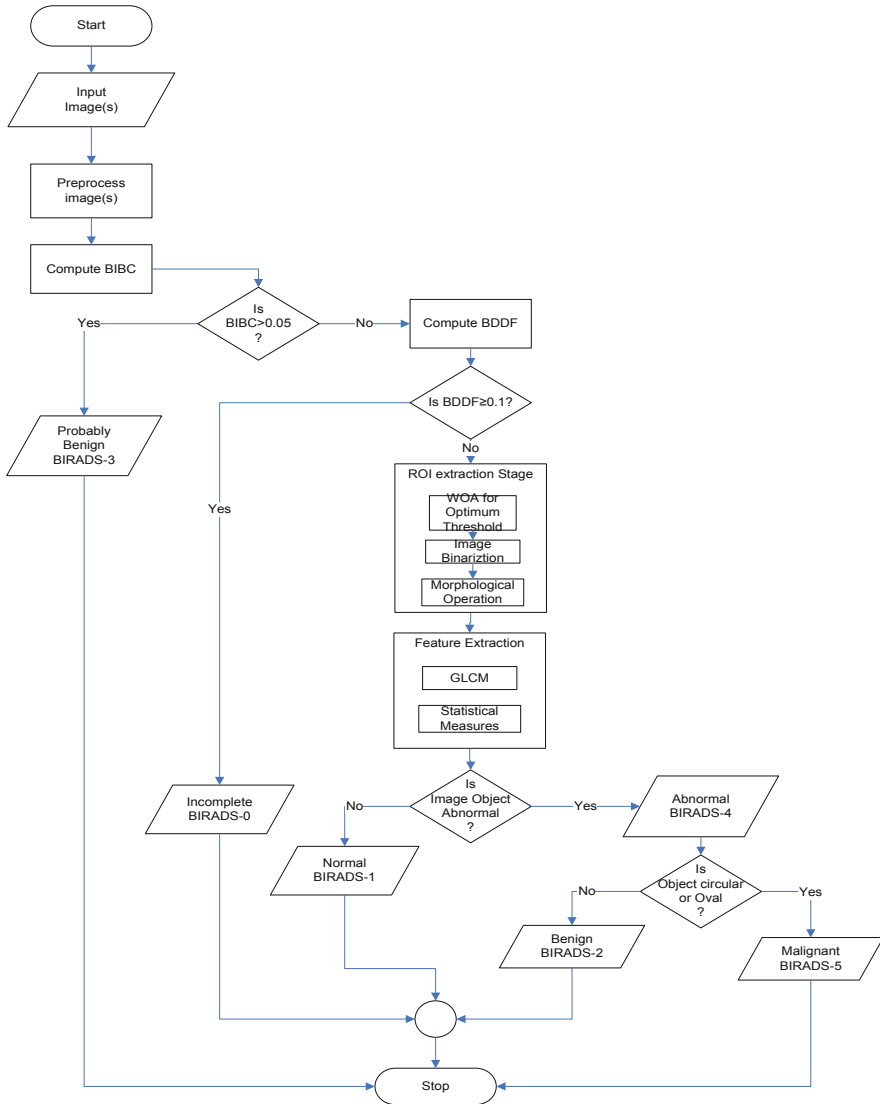 Start
Input
Image(s)
Preprocess
image(s)
Compute BIBC
Is
BIBC>0.05
?
Yes
No
Compute BDDF
Is BDDF≥0.1?
Probably
Benign
BIRADS-3
No
Yes
ROI extraction Stage
WOA for
Optimum
Threshold
Image
Binariztion
Morphological
Operation
Feature Extraction
GLCM
Statistical
Measures
Is
Image Object
Abnormal
?
No
Yes
Incomplete
BIRADS-0
Abnormal
BIRADS-4
Normal
BIRADS-1
Is
Object circular
or Oval
?
No
Yes
Benign
BIRADS-2
Malignant
BIRADS-5
Stop